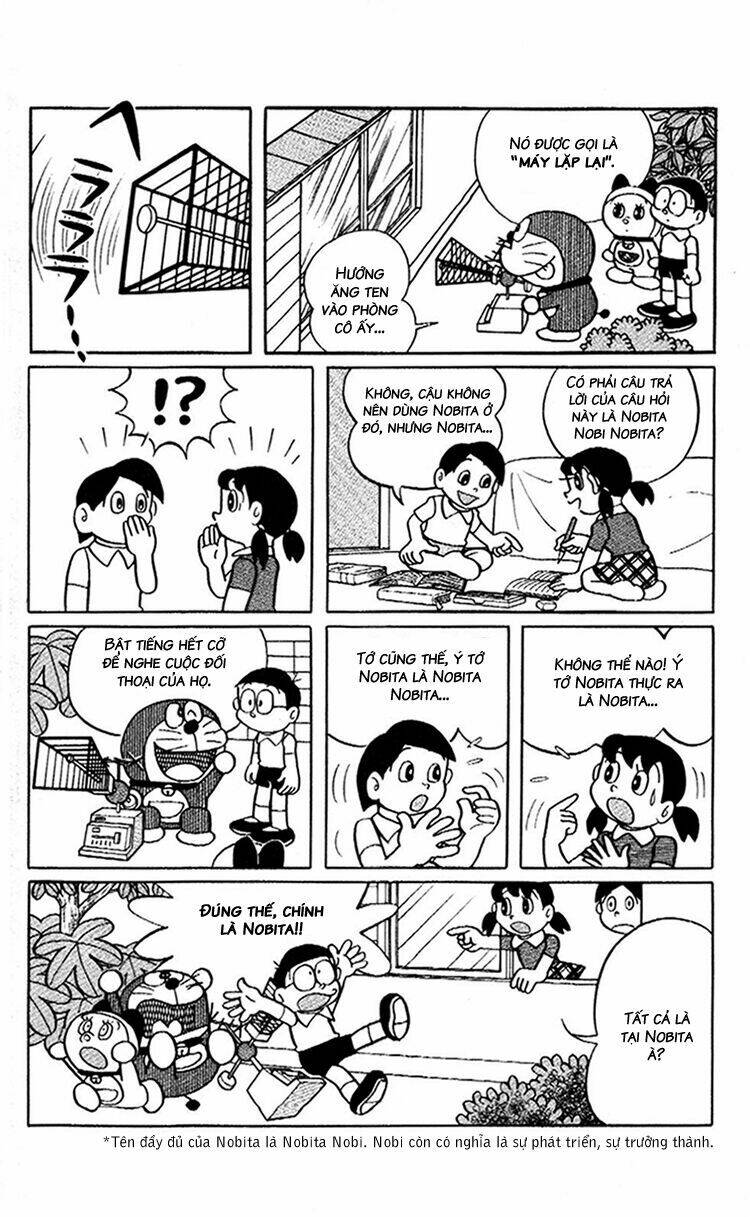 NÓ ĐƯỢC GỌI LÀ
“MÁY LẶP LẠI”.
HƯỚNG
ĂNG TEN
VÀO PHÒNG
CÔ ẤY...
へラララ…
CÓ PHẢI CÂU TRẢ
LỜI CỦA CÂU HỎI
NÀY LÀ NOBITA
NOBI NOBITA?
KHÔNG, CẬU KHÔNG
NÊN DÙNG NOBITA Ở
ĐÓ, NHƯNG NOBITA...
!?
KHÔNG THỂ NÀO! Ý
TỚ NOBITA THỰC RA
LÀ NOBITA...
TỚ CŨNG THẾ, Ý TỚ
NOBITA LÀ NOBITA
NOBITA...
BẬT TIẾNG HẾT CỠ
ĐỂ NGHE CUỘC ĐỐI
THOẠI CỦA HỌ.
TẤT CẢ LÀ
TẠI NOBITA
À?
ĐÚNG THẾ, CHÍNH
LÀ NOBITA!!
*Tên đầy đủ của Nobita là Nobita Nobi. Nobi còn có nghĩa là sự phát triển, sự trưởng thành.